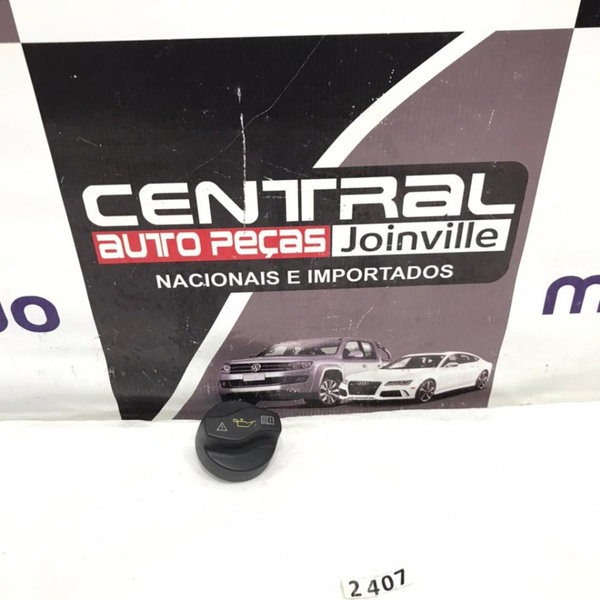 CENTRAL
AUTO PEÇAS Joinville
NACIONAIS E IMPORTADOS
2407